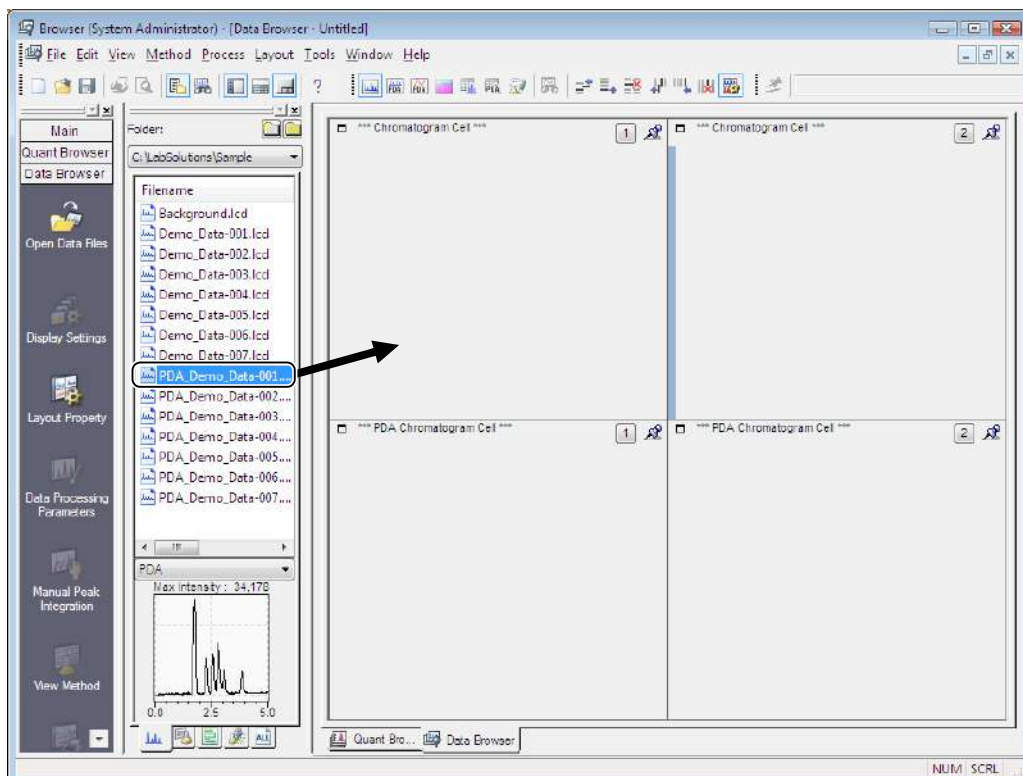 Browser (System Administrator) - [Data Browser - Untitled]
File Edit View Method Process Layout Tools Window Help
Main
Quant Browser
Data Browser
Open Data Files
Display Settings
Layout Property
Data Processing
Parameters
Manual Peak
Integration
View Method
Folder:
C:\LabSolutions\Sample
Filename
Background.lcd
Demo_Data-001.lcd
Demo_Data-002.lcd
Demo_Data-003.lcd
Demo_Data-004.lcd
Demo_Data-005.lcd
Demo_Data-006.lcd
Demo_Data-007.lcd
PDA_Demo_Data-001....
PDA_Demo_Data-002....
PDA_Demo_Data-003....
PDA_Demo_Data-004....
PDA_Demo_Data-005....
PDA_Demo_Data-006....
PDA_Demo_Data-007....
PDA
Max intensity : 34,178
0.0 2.5 5.0
ALL
*** Chromatogram Cell *** 1
*** Chromatogram Cell *** 2
*** PDA Chromatogram Cell *** 1
*** PDA Chromatogram Cell *** 2
Quant Bro... Data Browser
NUM SCRL